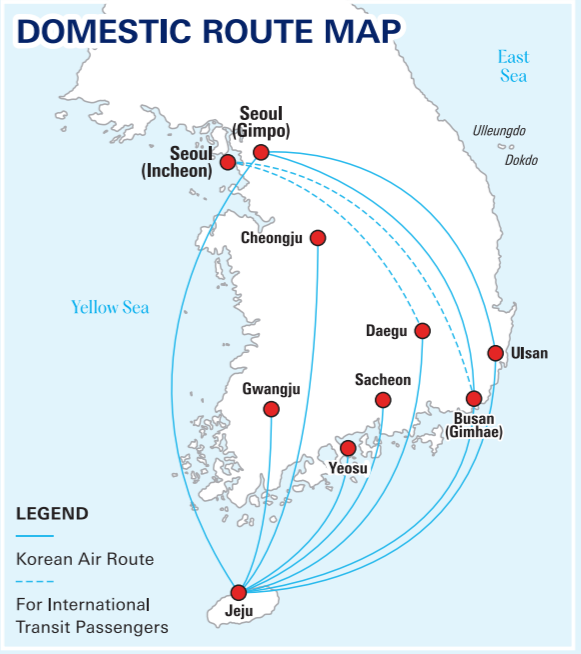 DOMESTIC ROUTE MAP
East
Sea
Ulleungdo
Dokdo
Seoul
(Gimpo)
Seoul
(Incheon)
Cheongju
Yellow Sea
Daegu
Ulsan
Sacheon
Gwangju
Busan
(Gimhae)
Yeosu
LEGEND
Korean Air Route
For International
Transit Passengers
Jeju